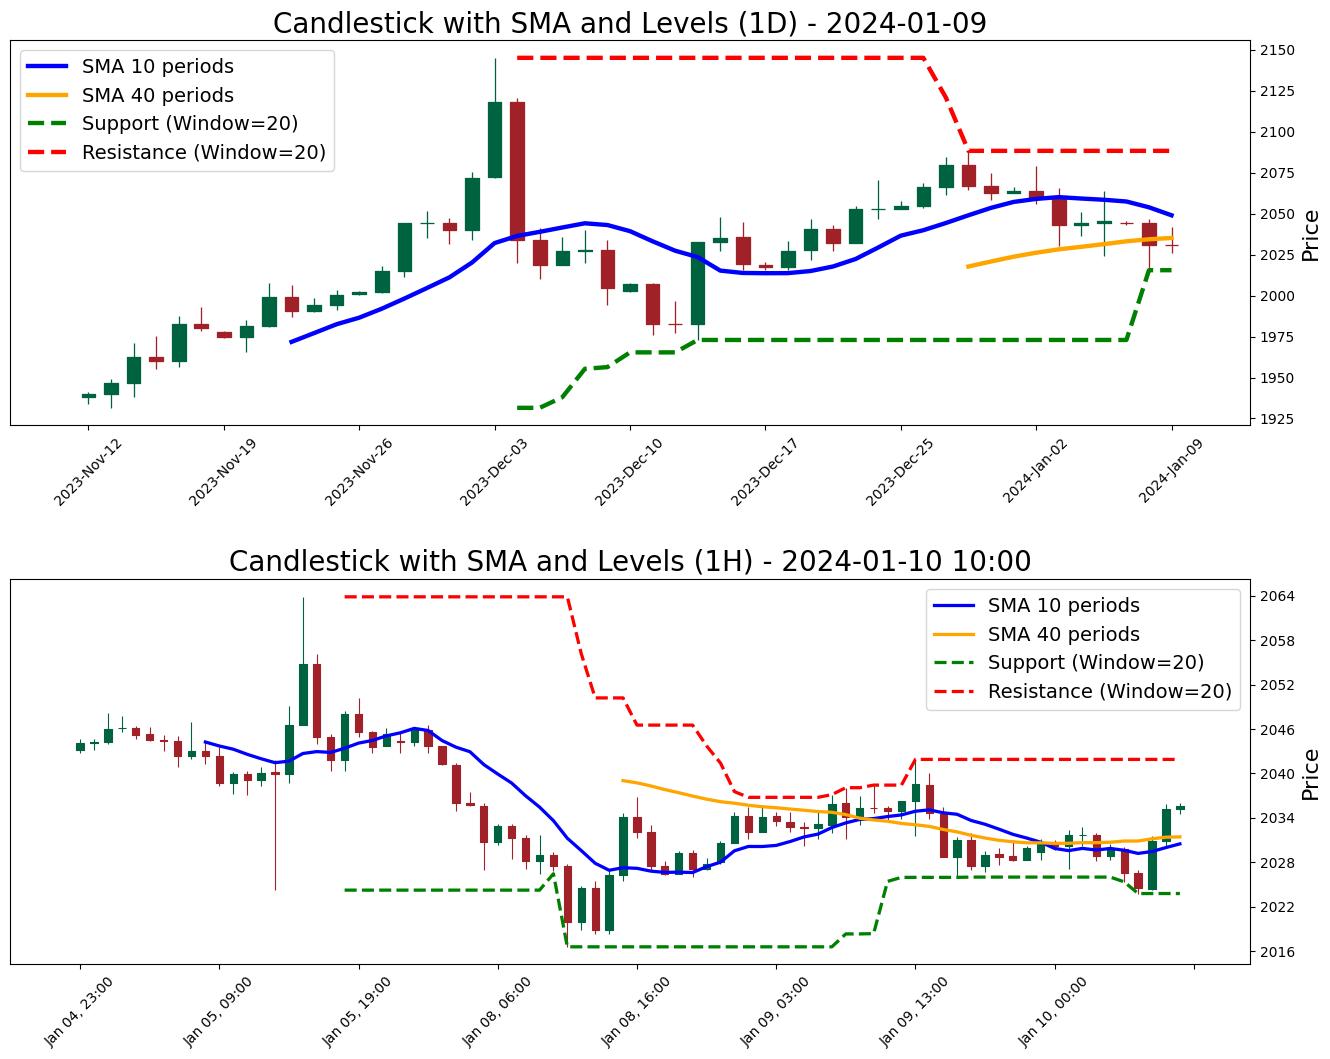 Candlestick with SMA and Levels (1D) - 2024-01-09
SMA 10 periods
SMA 40 periods
Support (Window=20)
Resistance (Window=20)
2150
2125
2100
2075
2050
2025
2000
1975
1950
1925
Price
2023-Nov-12
2023-Nov-19
2023-Nov-26
2023-Dec-03
2023-Dec-10
2023-Dec-17
2023-Dec-25
2024-Jan-02
2024-Jan-09
Candlestick with SMA and Levels (1H) - 2024-01-10 10:00
SMA 10 periods
SMA 40 periods
Support (Window=20)
Resistance (Window=20)
2064
2058
2052
2046
2040
2034
2028
2022
2016
Price
Jan 04, 23:00
Jan 05, 09:00
Jan 05, 19:00
Jan 08, 06:00
Jan 08, 16:00
Jan 09, 03:00
Jan 09, 13:00
Jan 10, 00:00